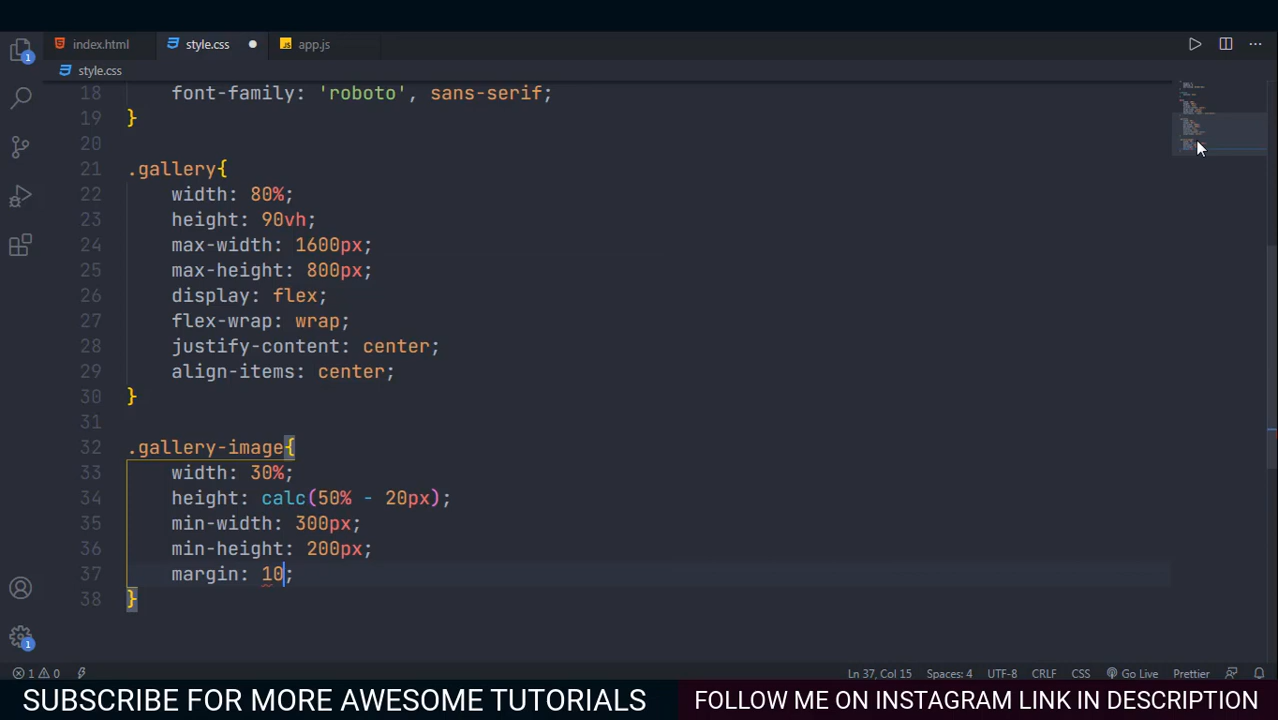 index.html style.css app.js
style.css
18 font-family: 'roboto', sans-serif;
19 }
20
21 .gallery{
22 width: 80%;
23 height: 90vh;
24 max-width: 1600px;
25 max-height: 800px;
26 display: flex;
27 flex-wrap: wrap;
28 justify-content: center;
29 align-items: center;
30 }
31
32 .gallery-image{
33 width: 30%;
34 height: calc(50% - 20px);
35 min-width: 300px;
36 min-height: 200px;
37 margin: 10;
38 }
1
1
1 0 Ln 37, Col 15 Spaces: 4 UTF-8 CRLF CSS Go Live Prettier
SUBSCRIBE FOR MORE AWESOME TUTORIALS FOLLOW ME ON INSTAGRAM LINK IN DESCRIPTION